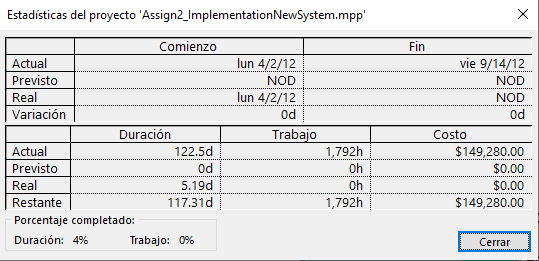 Estadísticas del proyecto 'Assign2_ImplementationNewSystem.mpp'
Comienzo Fin
Actual lun 4/2/12 vie 9/14/12
Previsto NOD NOD
Real lun 4/2/12 NOD
Variación 0d 0d
Duración Trabajo Costo
Actual 122.5d 1,792h $149,280.00
Previsto 0d 0h $0.00
Real 5.19d 0h $0.00
Restante 117.31d 1,792h $149,280.00
Porcentaje completado:
Duración: 4% Trabajo: 0%
Cerrar